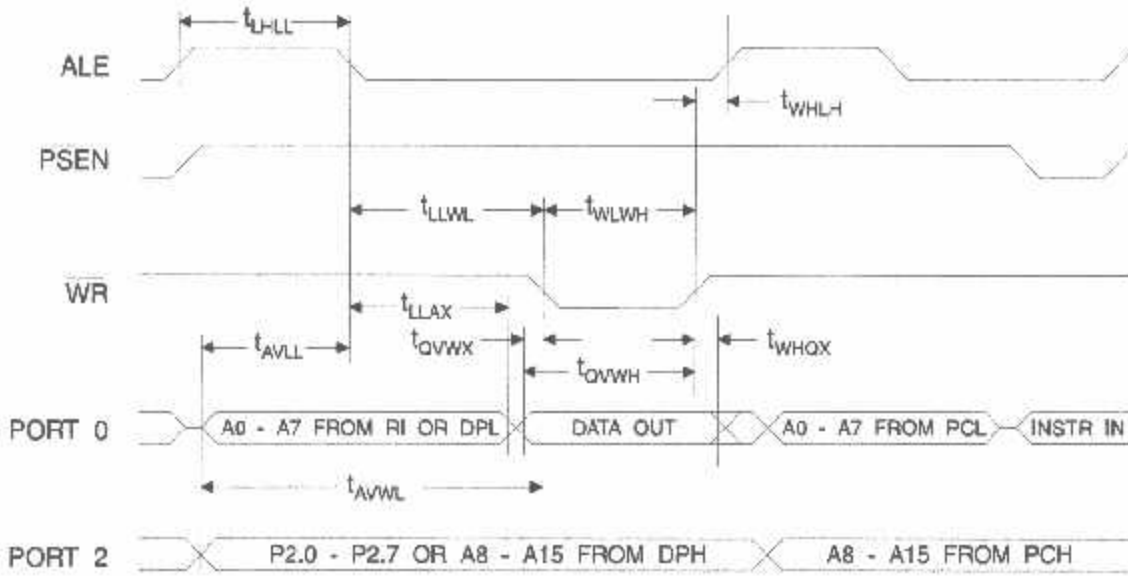 tLHLL
ALE
tWHLH
PSEN
tLLWL
tWLWH
WR
tLLAX
tAVLL
tQVWX
tWHQX
tQVWH
PORT 0
A0 - A7 FROM RI OR DPL
DATA OUT
A0 - A7 FROM PCL
INSTR IN
tAVWL
PORT 2
P2.0 - P2.7 OR A8 - A15 FROM DPH
A8 - A15 FROM PCH